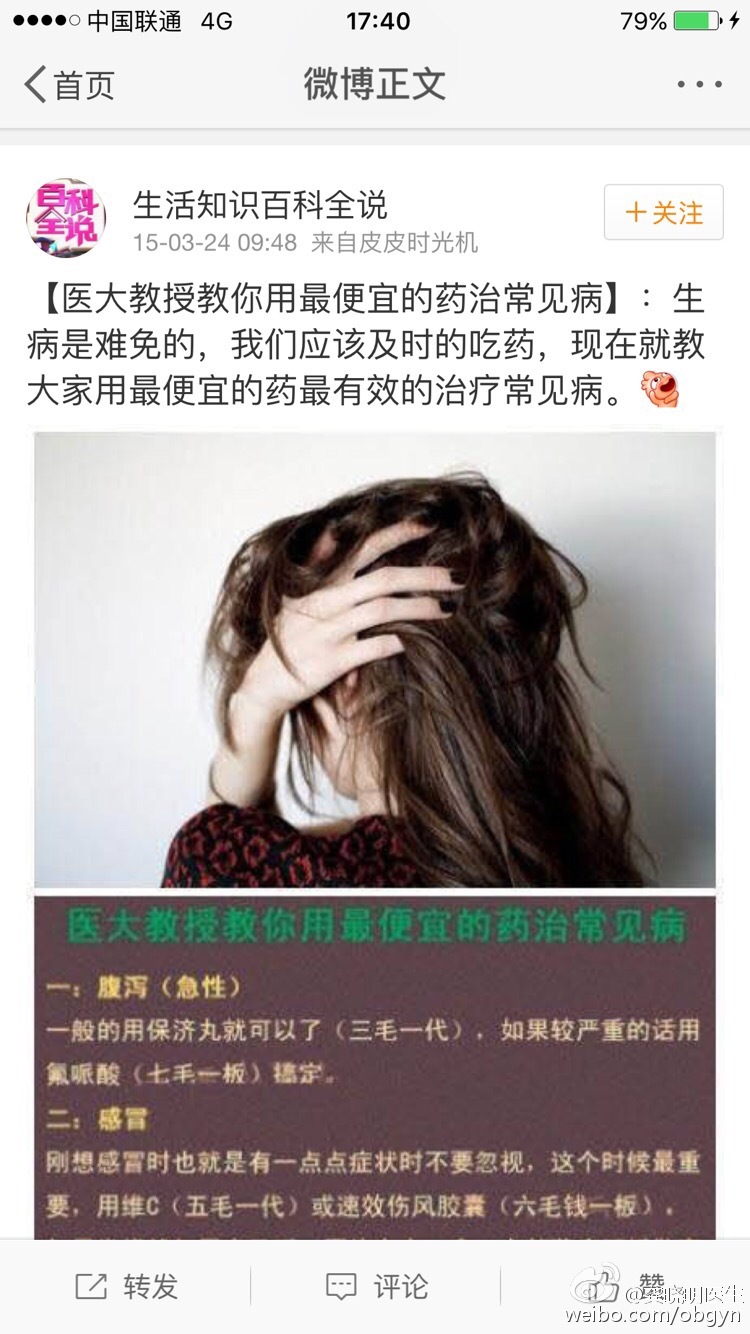 中国联通 4G 17:40 79%
首页 微博正文
百科
全说
生活知识百科全说
+关注
15-03-24 09:48 来自皮皮时光机
【医大教授教你用最便宜的药治常见病】：生
病是难免的，我们应该及时的吃药，现在就教
大家用最便宜的药最有效的治疗常见病。
医大教授教你用最便宜的药治常见病
一：腹泻（急性）
一般的用保济丸就可以了（三毛一代），如果较严重的话用
氟哌酸（七毛一板）搞定。
二：感冒
刚想感冒时也就是有一点点症状时不要忽视，这个时候最重
要，用维C（五毛一代）或速效伤风胶囊（六毛钱一板）。
转发 评论 赞
weibo.com/obgyn